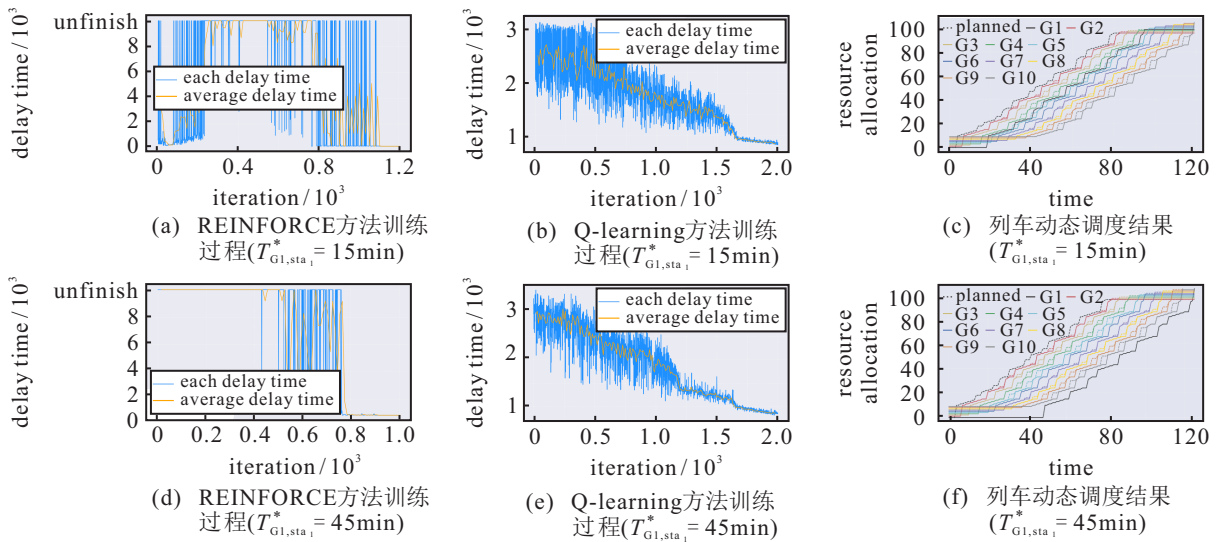 delay time / 10³
unfinish
8
6
4
2
0
each delay time
average delay time
0 0.4 0.8 1.2
iteration / 10³
(a) REINFORCE方法训练
过程(T*G1,sta1 = 15min)
delay time / 10³
3
2
1
each delay time
average delay time
0 0.5 1.0 1.5 2.0
iteration / 10³
(b) Q-learning方法训练
过程(T*G1,sta1 = 15min)
resource
allocation
100
80
60
40
20
0
planned G1 G2
G3 G4 G5
G6 G7 G8
G9 G10
0 40 80 120
time
(c) 列车动态调度结果
(T*G1,sta1 = 15min)
delay time / 10³
unfinish
8
6
4
2
0
each delay time
average delay time
0 0.2 0.4 0.6 0.8 1.0
iteration / 10³
(d) REINFORCE方法训练
过程(T*G1,sta1 = 45min)
delay time / 10³
3
2
1
each delay time
average delay time
0 0.5 1.0 1.5 2.0
iteration / 10³
(e) Q-learning方法训练
过程(T*G1,sta1 = 45min)
resource
allocation
100
80
60
40
20
0
planned G1 G2
G3 G4 G5
G6 G7 G8
G9 G10
0 40 80 120
time
(f) 列车动态调度结果
(T*G1,sta1 = 45min)